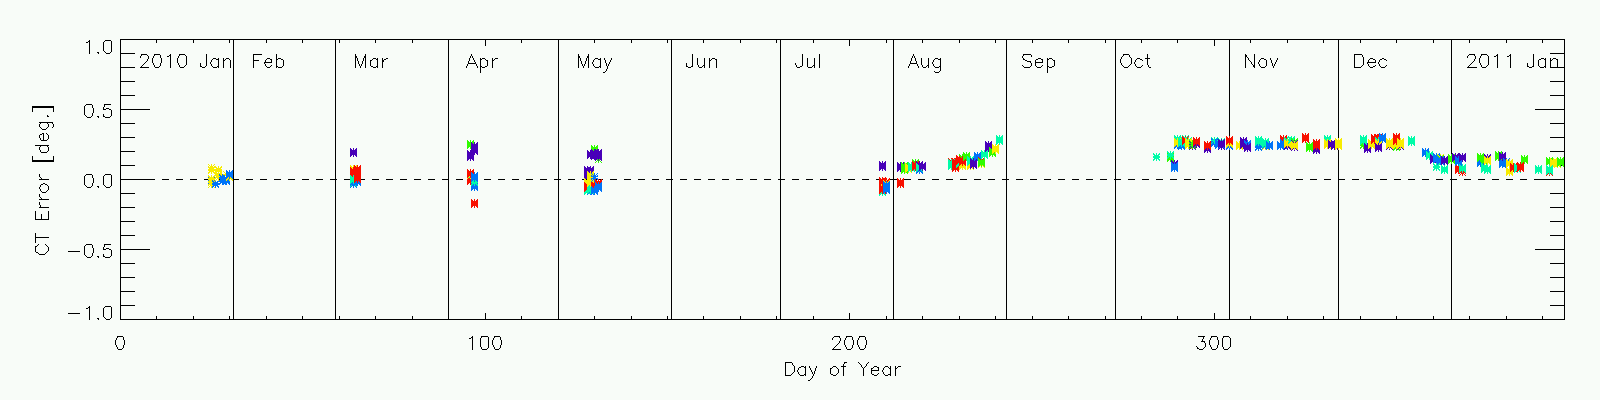 1.0
2010 Jan Feb Mar Apr May Jun Jul Aug Sep Oct Nov Dec 2011 Jan
0.5
0.0
−0.5
−1.0
CT Error [deg.]
0 100 200 300
Day of Year